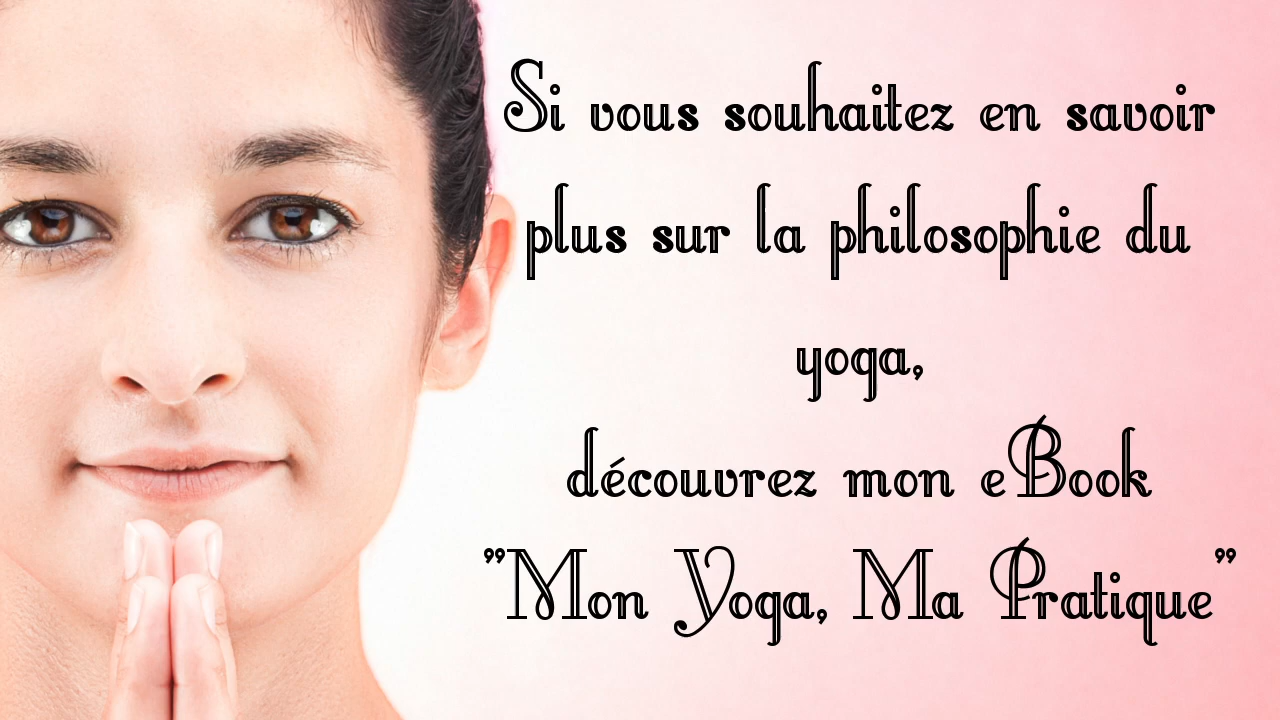 Si vous souhaitez en savoir
plus sur la philosophie du
yoga,
découvrez mon eBook
"Mon Yoga, Ma Pratique"